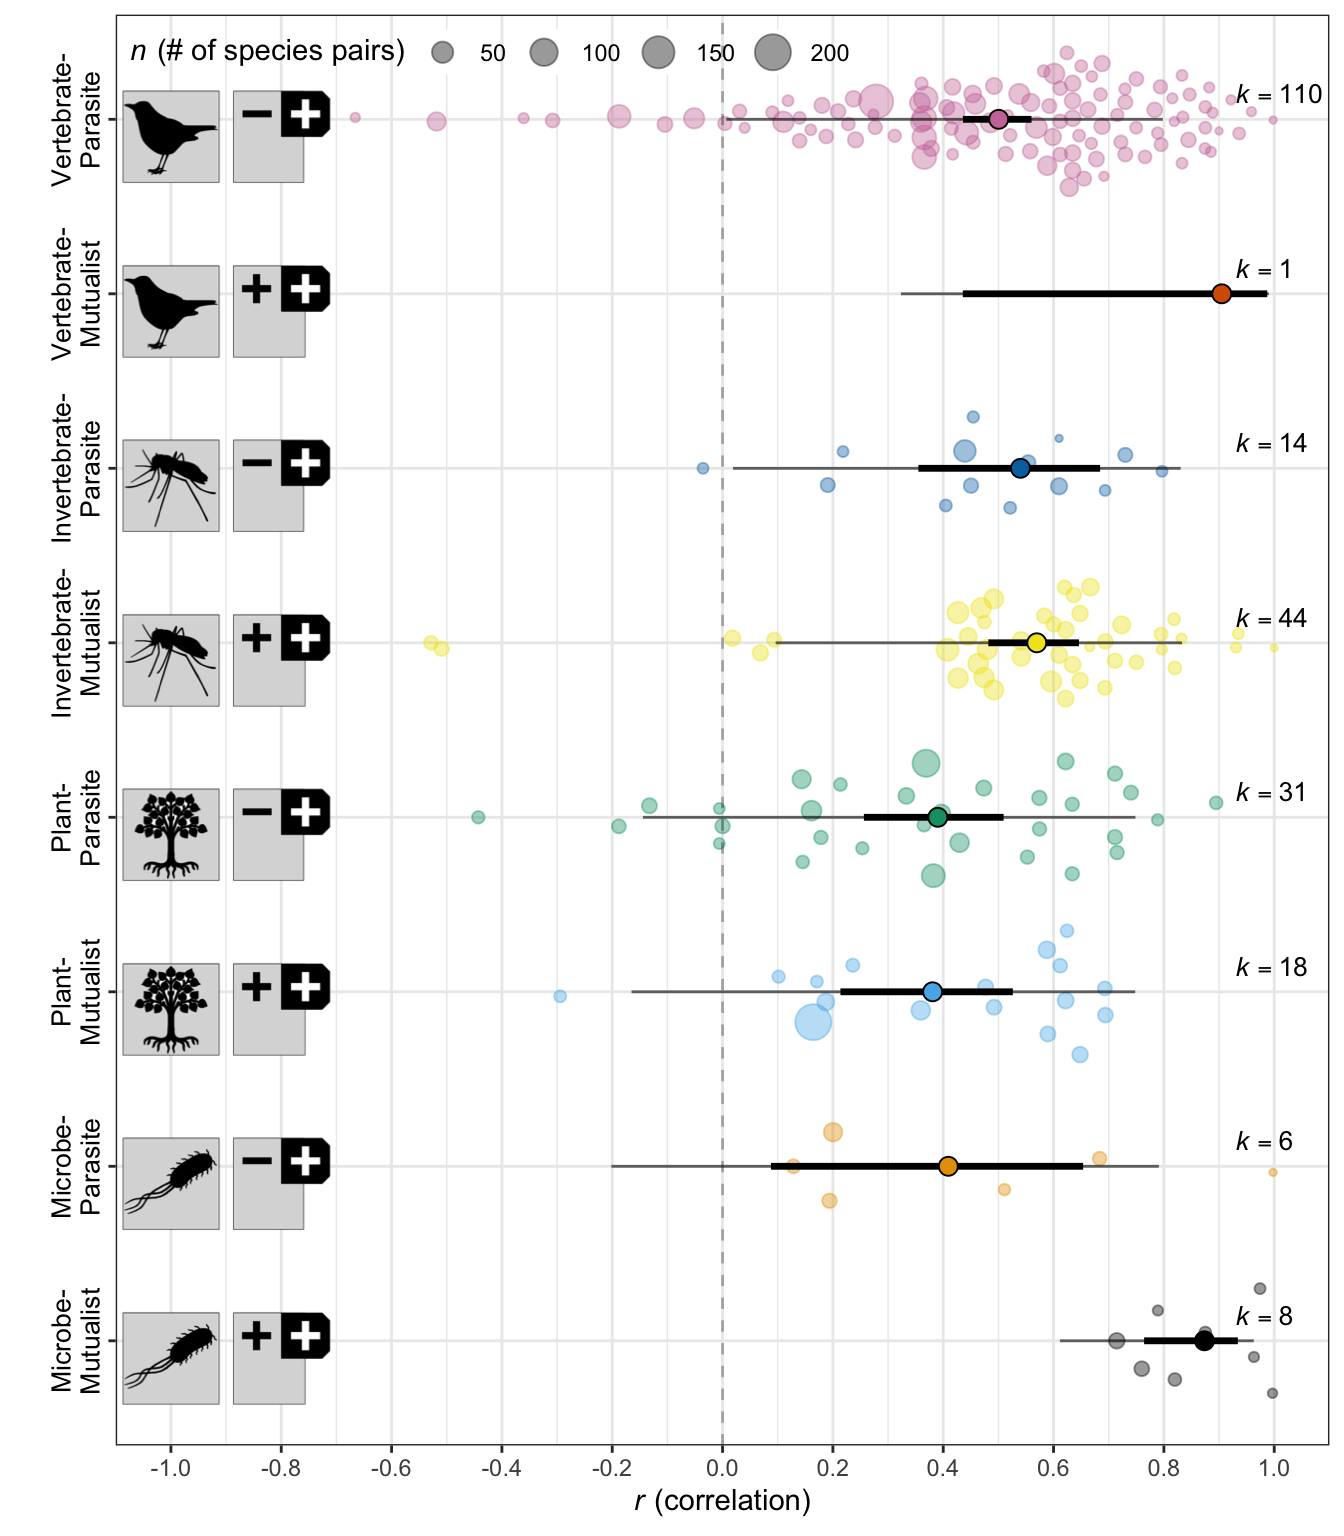 n (# of species pairs) 50 100 150 200
Vertebrate-
Parasite
k = 110
Vertebrate-
Mutualist
k = 1
Invertebrate-
Parasite
k = 14
Invertebrate-
Mutualist
k = 44
Plant-
Parasite
k = 31
Plant-
Mutualist
k = 18
Microbe-
Parasite
k = 6
Microbe-
Mutualist
k = 8
-1.0 -0.8 -0.6 -0.4 -0.2 0.0 0.2 0.4 0.6 0.8 1.0
r (correlation)